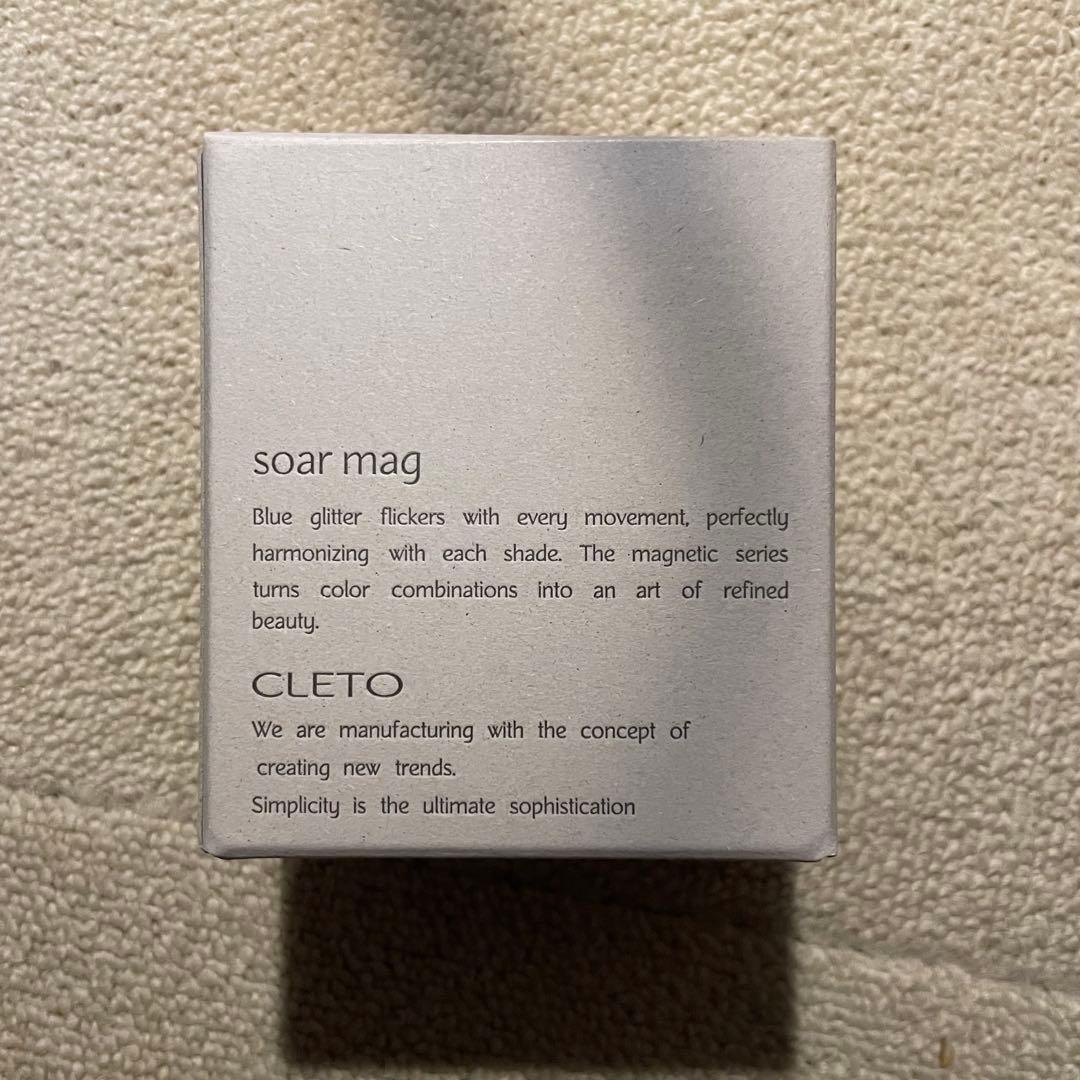 soar mag
Blue glitter flickers with every movement, perfectly
harmonizing with each shade. The magnetic series
turns color combinations into an art of refined
beauty.
CLETO
We are manufacturing with the concept of
creating new trends.
Simplicity is the ultimate sophistication